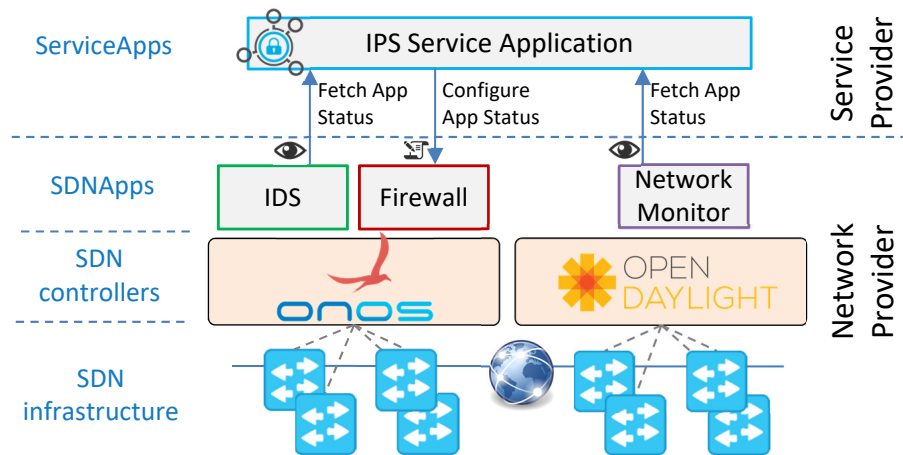 ServiceApps
IPS Service Application
Fetch App
Status
Configure
App Status
Fetch App
Status
Service
Provider
SDNApps
IDS
Firewall
Network
Monitor
SDN
controllers
onos
OPEN
DAYLIGHT
Network
Provider
SDN
infrastructure